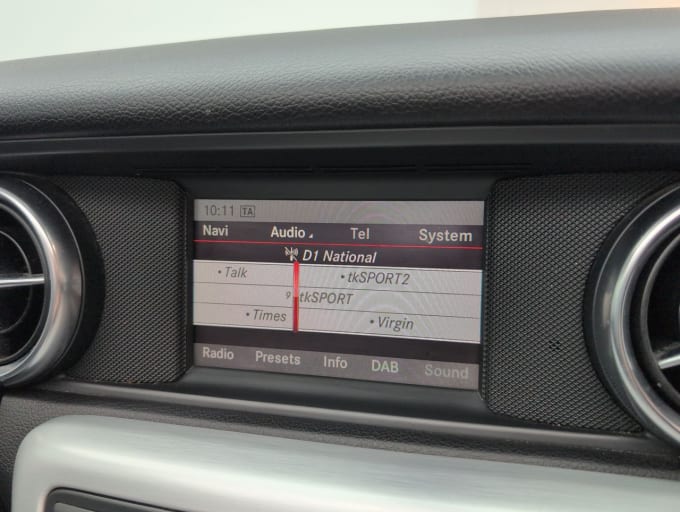 10:11 TA
Navi Audio Tel System
D1 National
• Talk • tkSPORT2
9 tkSPORT
• Times • Virgin
Radio Presets Info DAB Sound